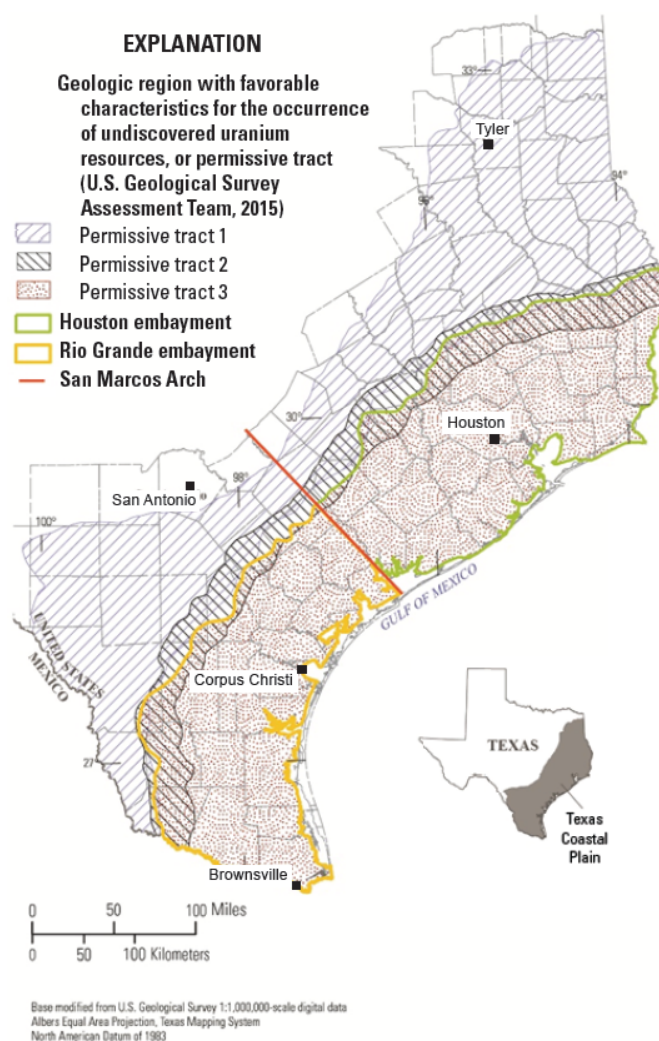 EXPLANATION
Geologic region with favorable
characteristics for the occurrence
of undiscovered uranium
resources, or permissive tract
(U.S. Geological Survey
Assessment Team, 2015)
Permissive tract 1
Permissive tract 2
Permissive tract 3
Houston embayment
Rio Grande embayment
San Marcos Arch
33°
Tyler
94°
96°
Houston
30°
98°
San Antonio
100°
GULF OF MEXICO
UNITED STATES
MEXICO
Corpus Christi
27°
TEXAS
Texas
Coastal
Plain
Brownsville
0 50 100 Miles
0 50 100 Kilometers
Base modified from U.S. Geological Survey 1:1,000,000-scale digital data
Albers Equal Area Projection, Texas Mapping System
North American Datum of 1983